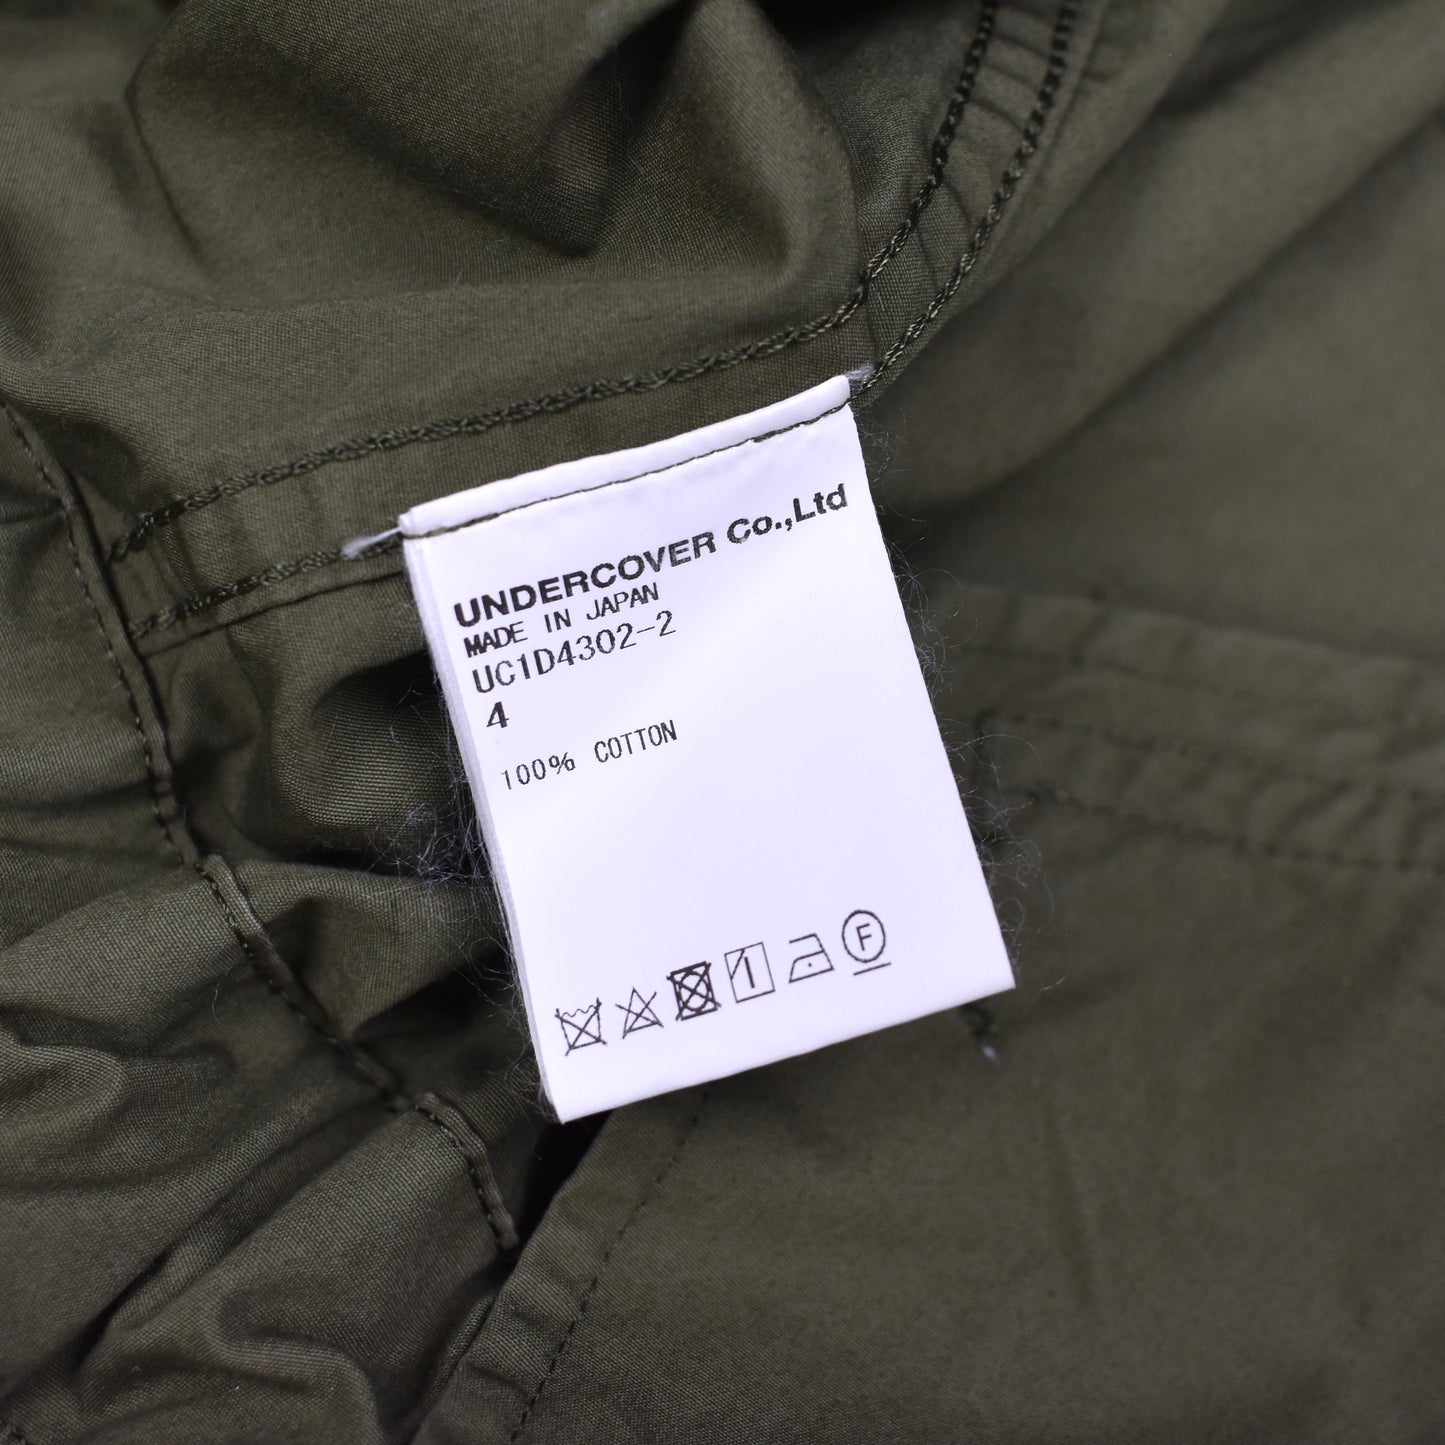 UNDERCOVER Co.,Ltd
MADE IN JAPAN
UC1D4302-2
4
100% COTTON
F